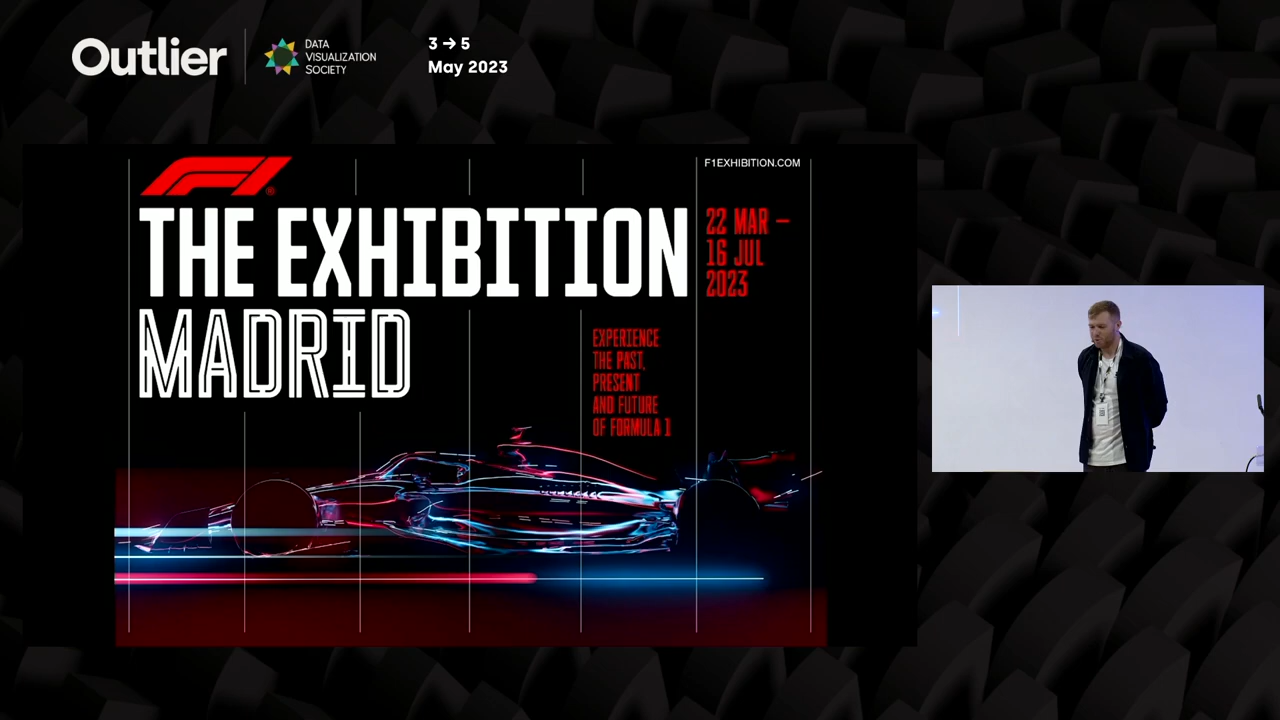 Outlier
DATA
VISUALIZATION
SOCIETY
3 → 5
May 2023
F1
F1EXHIBITION.COM
THE EXHIBITION
MADRID
22 MAR –
16 JUL
2023
EXPERIENCE
THE PAST,
PRESENT
AND FUTURE
OF FORMULA 1